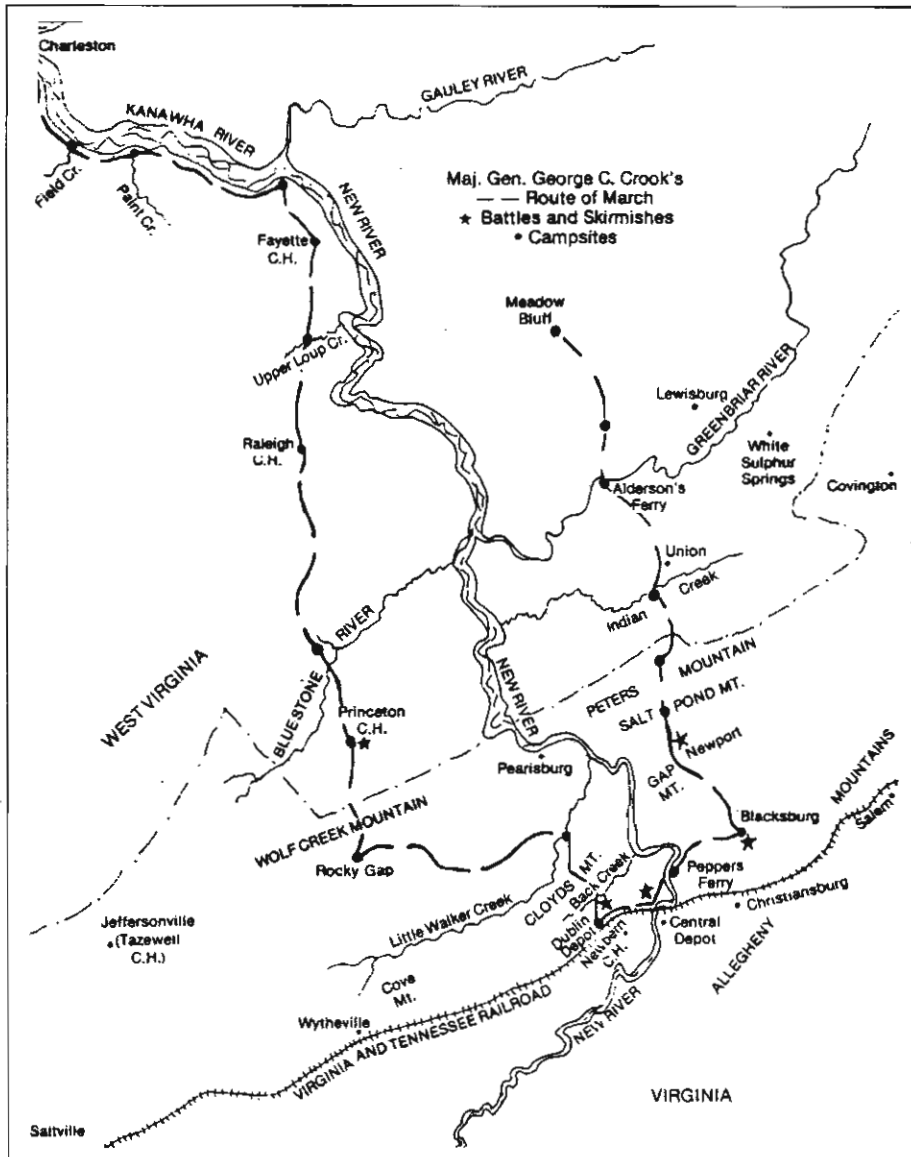 Charleston
KANAWHA RIVER
GAULEY RIVER
Field Cr.
Paint Cr.
NEW RIVER
Maj. Gen. George C. Crook's
— — Route of March
★ Battles and Skirmishes
• Campsites
Fayette
C.H.
Meadow
Bluff
Upper Loup Cr.
Lewisburg
GREENBRIAR RIVER
Raleigh
C.H.
White
Sulphur
Springs
Covington
Alderson's
Ferry
Union
Indian Creek
WEST VIRGINIA
BLUESTONE RIVER
NEW RIVER
PETERS MOUNTAIN
SALT POND MT.
Princeton
C.H.
Newport
Pearisburg
GAP
MT.
WOLF CREEK MOUNTAIN
Blacksburg
MOUNTAINS
Salem
Rocky Gap
CLOYDS MT.
Back Creek
Peppers
Ferry
Little Walker Creek
Christiansburg
Jeffersonville
(Tazewell
C.H.)
Dublin
Depot
Newbern
C.H.
Central
Depot
ALLEGHENY
Cove
Mt.
Wytheville
VIRGINIA AND TENNESSEE RAILROAD
NEW RIVER
VIRGINIA
Saltville